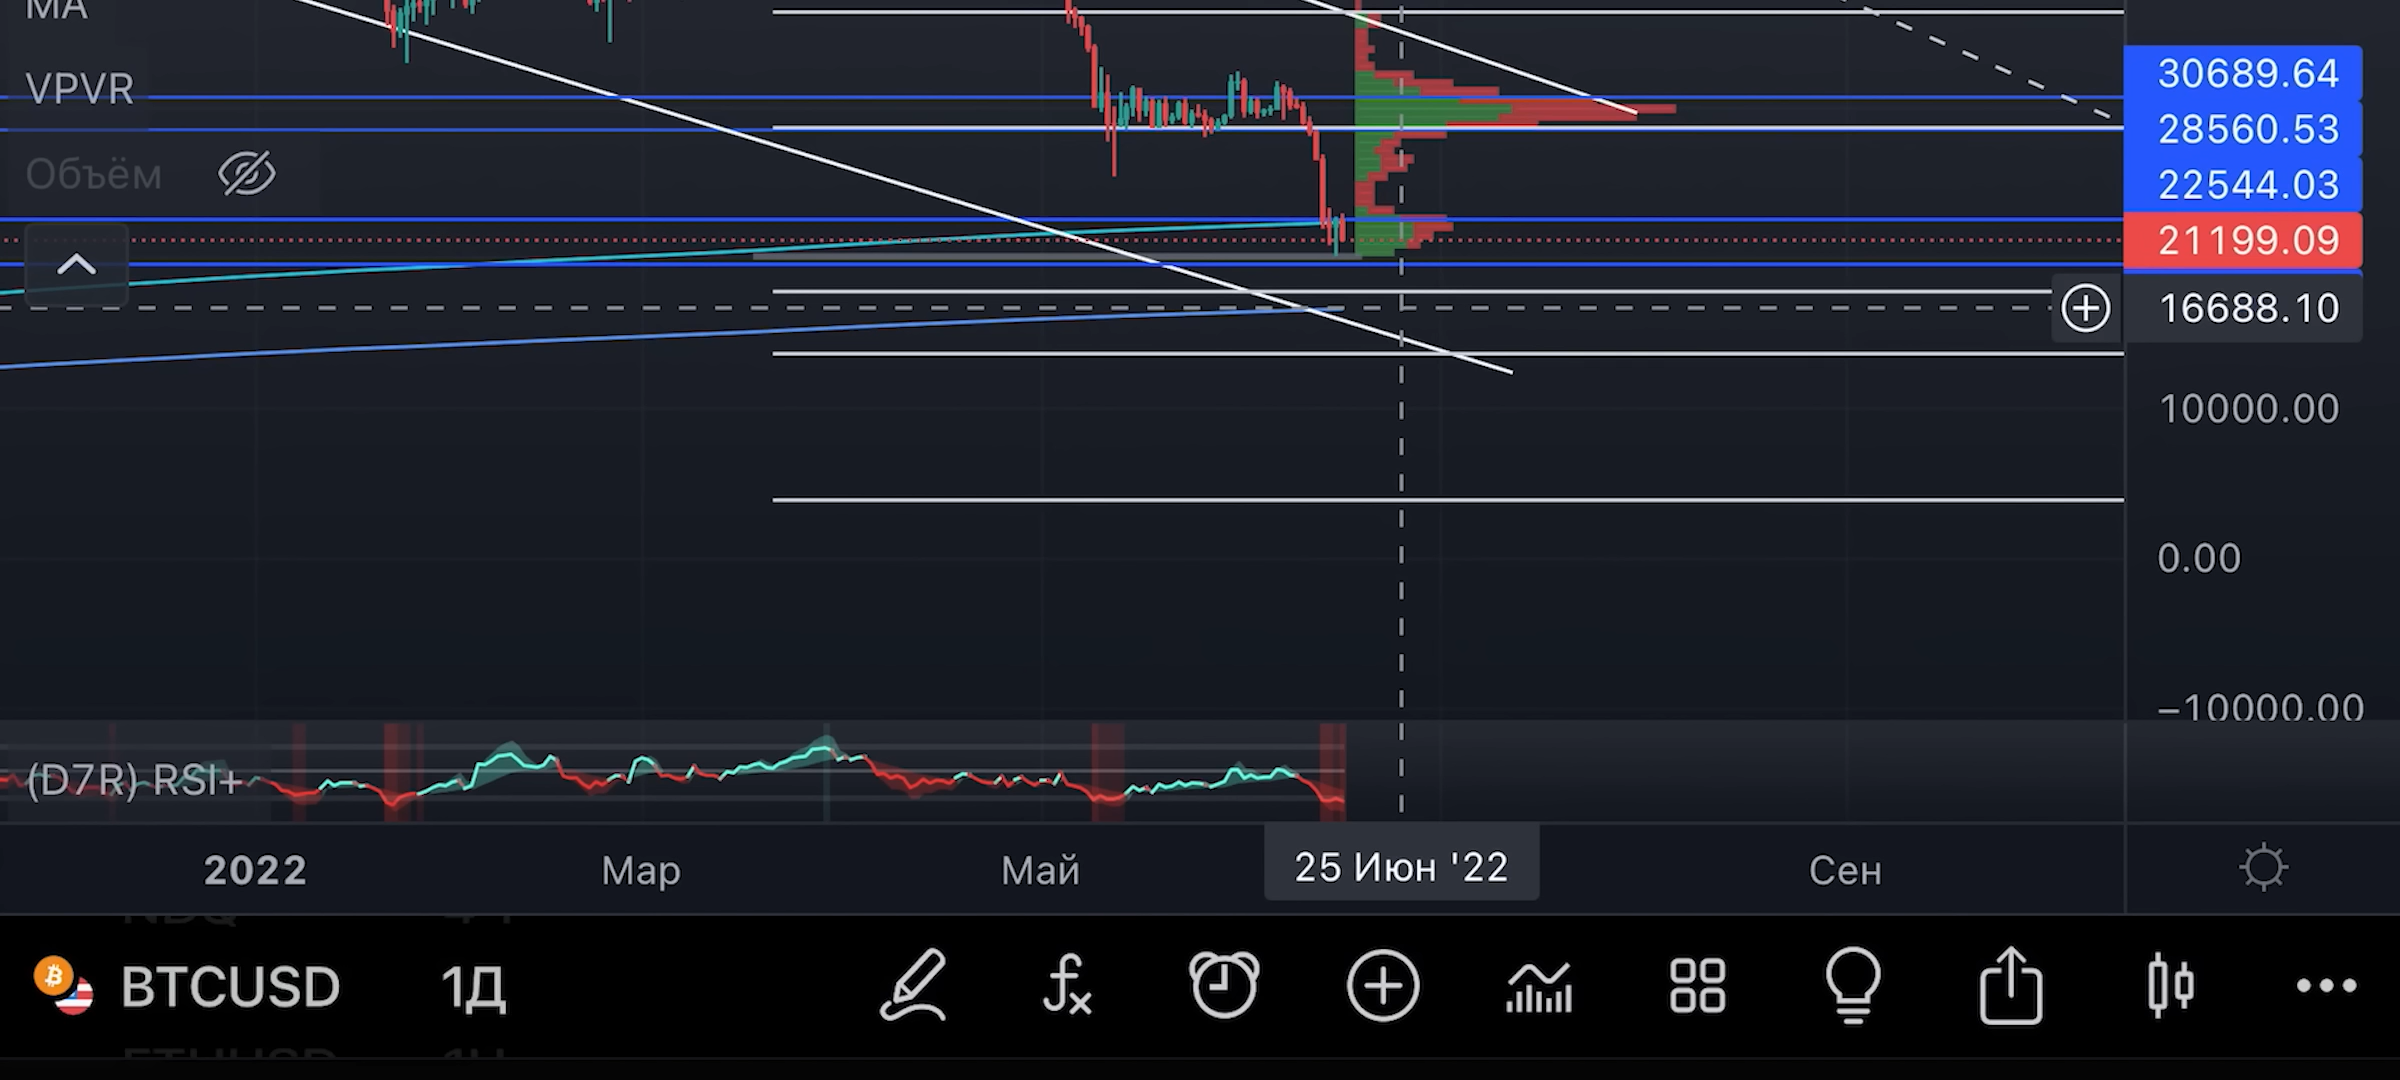 MA
VPVR
Объём
30689.64
28560.53
22544.03
21199.09
16688.10
10000.00
0.00
−10000.00
(D7R) RSI+
2022
Мар
Май
25 Июн '22
Сен
BTCUSD 1Д